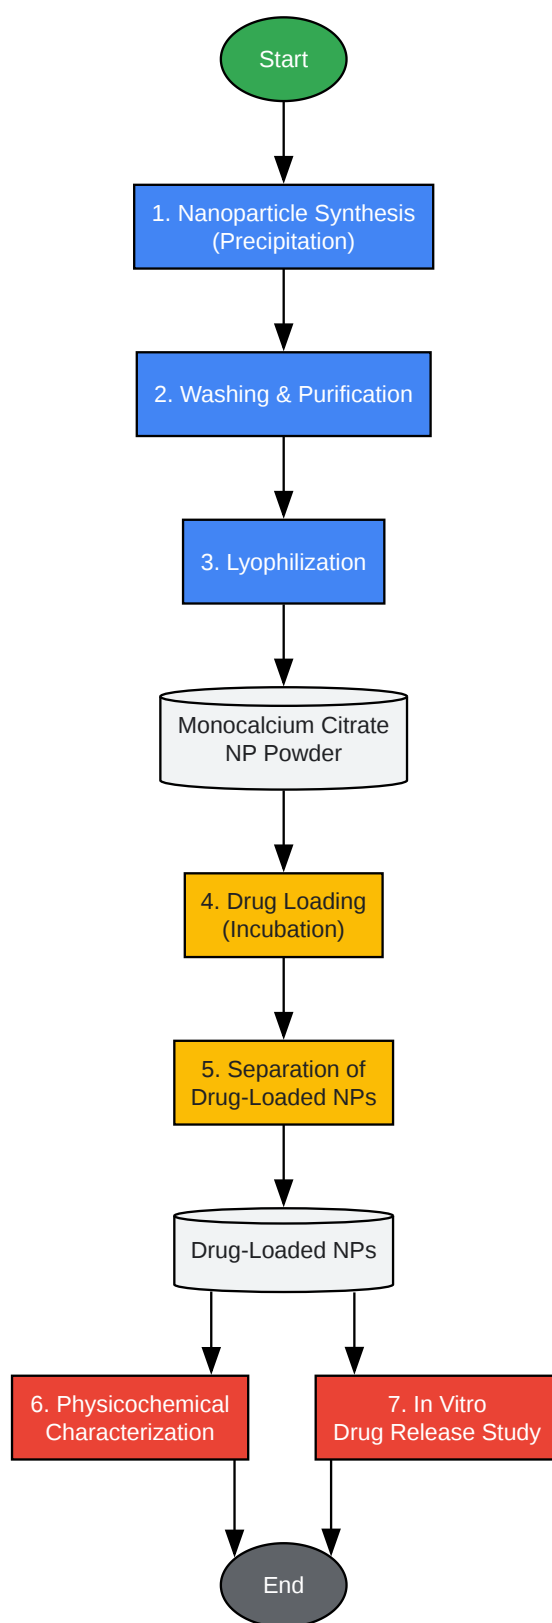 Start
1. Nanoparticle Synthesis
(Precipitation)
2. Washing & Purification
3. Lyophilization
Monocalcium Citrate
NP Powder
4. Drug Loading
(Incubation)
5. Separation of
Drug-Loaded NPs
Drug-Loaded NPs
6. Physicochemical
Characterization
7. In Vitro
Drug Release Study
End